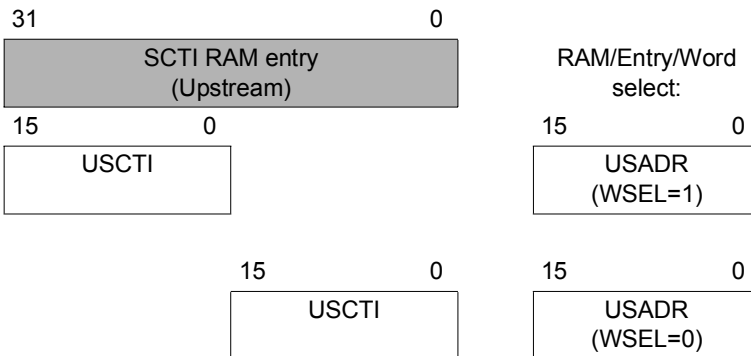 31 0
SCTI RAM entry
(Upstream)
RAM/Entry/Word
select:
15 0
USCTI
15 0
USADR
(WSEL=1)
15 0
USCTI
15 0
USADR
(WSEL=0)